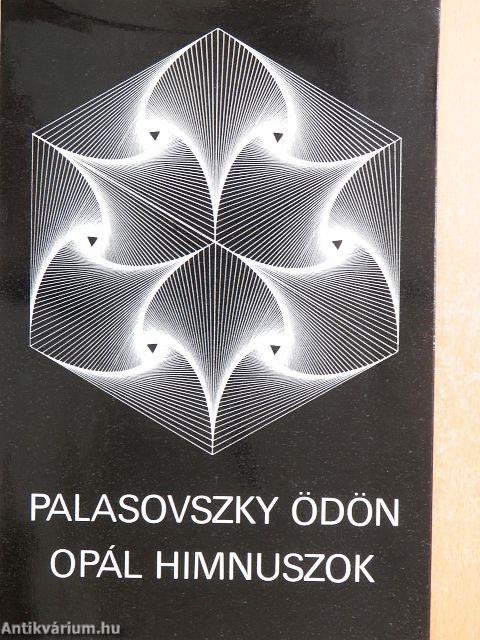 PALASOVSZKY ÖDÖN
OPÁL HIMNUSZOK
Antikvárium.hu